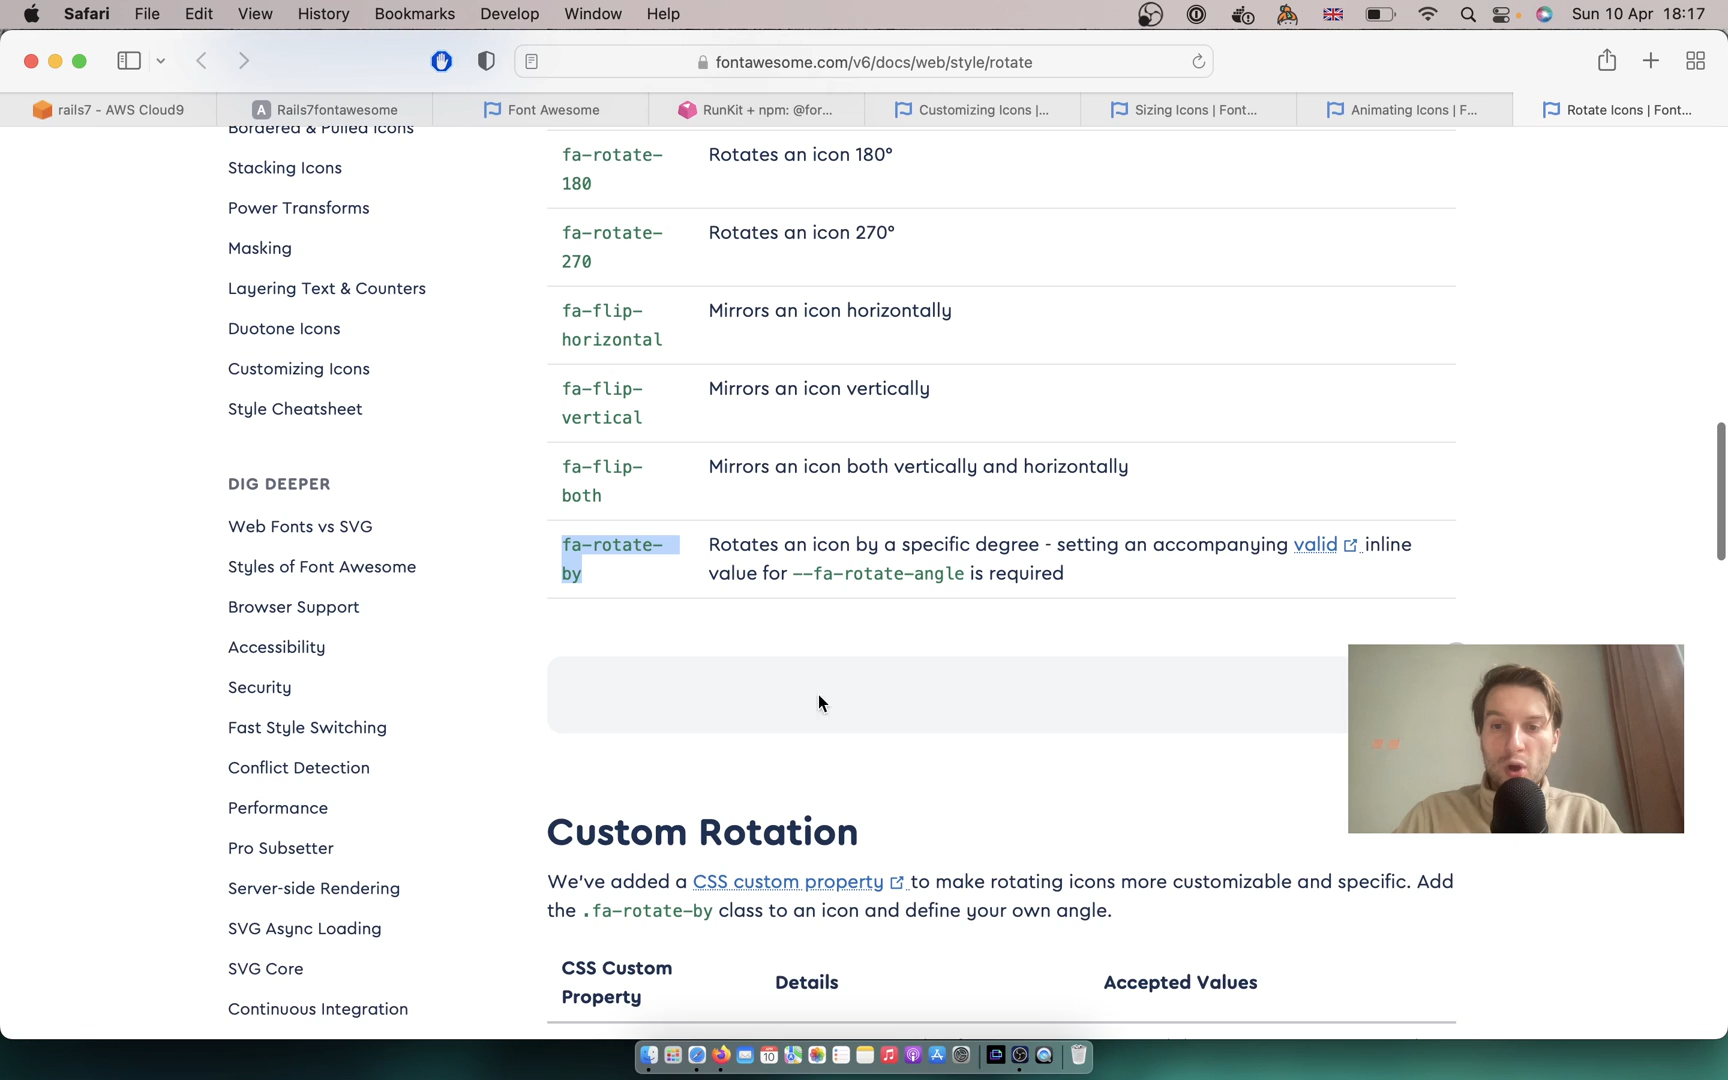 Safari File Edit View History Bookmarks Develop Window Help Sun 10 Apr 18:17
fontawesome.com/v6/docs/web/style/rotate
rails7 - AWS Cloud9 Rails7fontawesome Font Awesome RunKit + npm: @for... Customizing Icons |... Sizing Icons | Font... Animating Icons | F... Rotate Icons | Font...
Bordered & Pulled Icons
Stacking Icons
Power Transforms
Masking
Layering Text & Counters
Duotone Icons
Customizing Icons
Style Cheatsheet
DIG DEEPER
Web Fonts vs SVG
Styles of Font Awesome
Browser Support
Accessibility
Security
Fast Style Switching
Conflict Detection
Performance
Pro Subsetter
Server-side Rendering
SVG Async Loading
SVG Core
Continuous Integration
fa-rotate-
180
Rotates an icon 180°
fa-rotate-
270
Rotates an icon 270°
fa-flip-
horizontal
Mirrors an icon horizontally
fa-flip-
vertical
Mirrors an icon vertically
fa-flip-
both
Mirrors an icon both vertically and horizontally
fa-rotate-
by
Rotates an icon by a specific degree - setting an accompanying valid inline
value for --fa-rotate-angle is required
Custom Rotation
We've added a CSS custom property to make rotating icons more customizable and specific. Add
the .fa-rotate-by class to an icon and define your own angle.
CSS Custom
Property
Details
Accepted Values
10